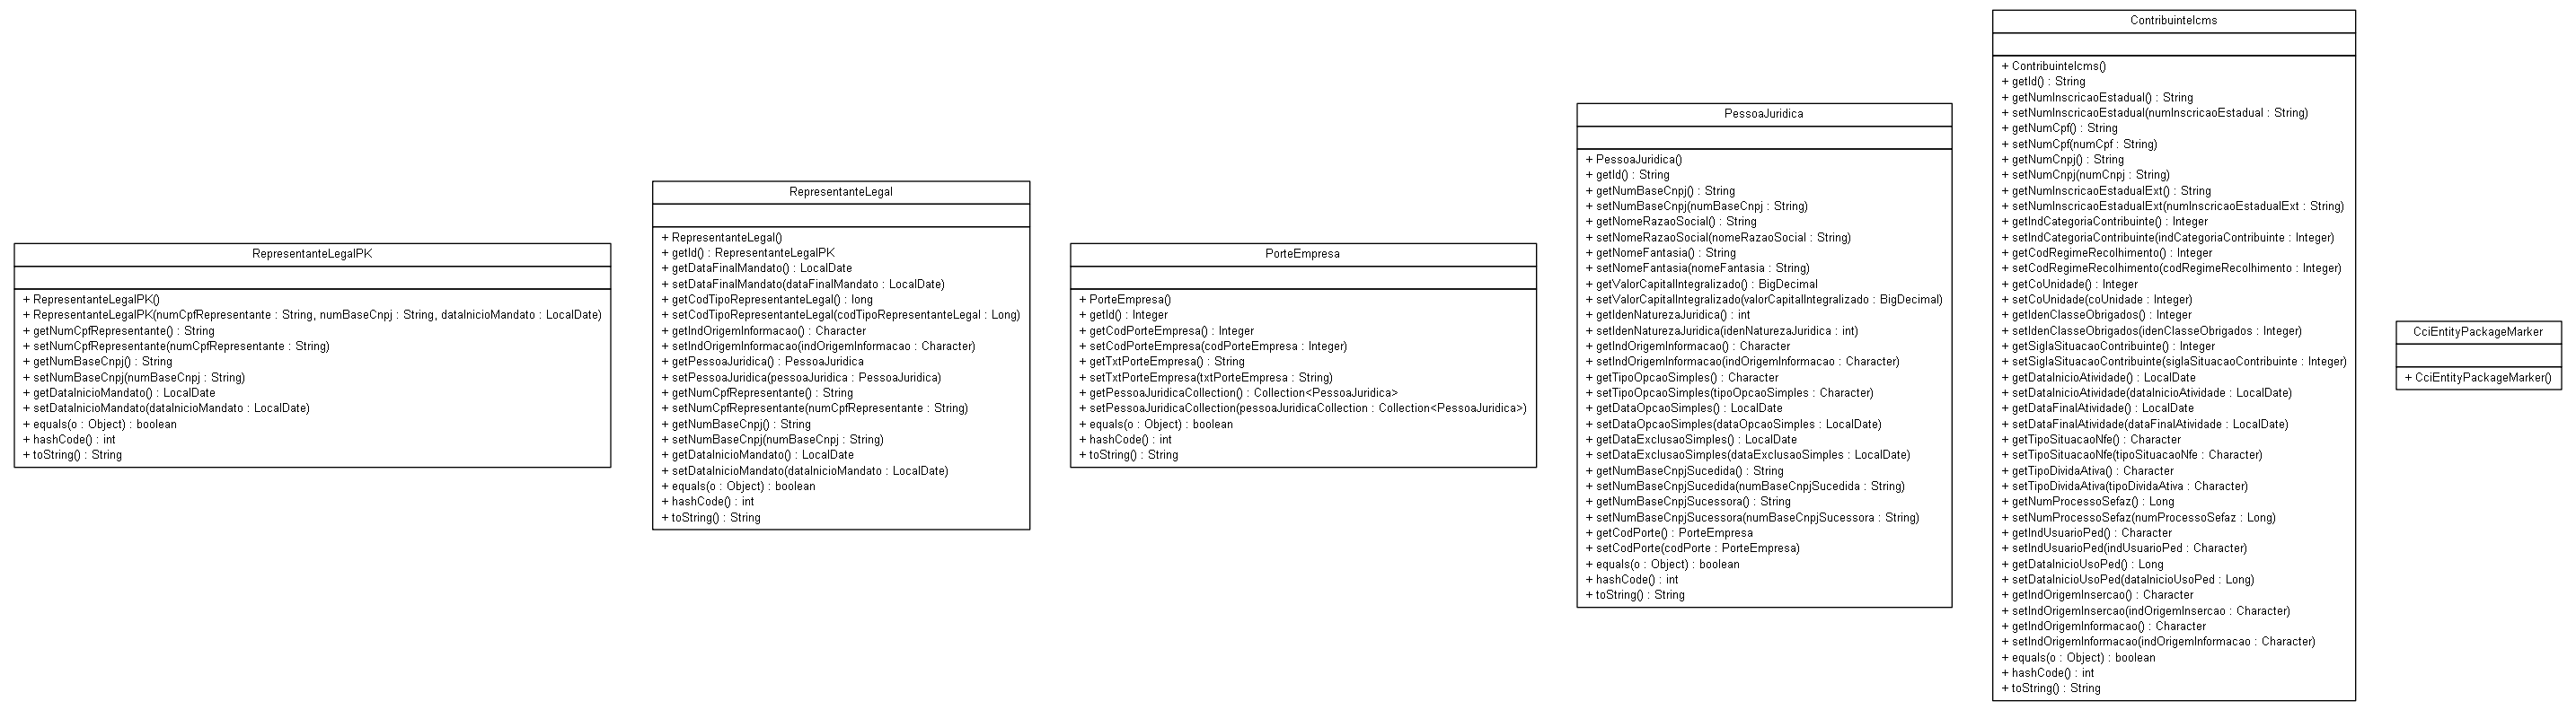 RepresentanteLegalPK
+ RepresentanteLegalPK()
+ RepresentanteLegalPK(numCpfRepresentante : String, numBaseCnpj : String, dataInicioMandato : LocalDate)
+ getNumCpfRepresentante() : String
+ setNumCpfRepresentante(numCpfRepresentante : String)
+ getNumBaseCnpj() : String
+ setNumBaseCnpj(numBaseCnpj : String)
+ getDataInicioMandato() : LocalDate
+ setDataInicioMandato(dataInicioMandato : LocalDate)
+ equals(o : Object) : boolean
+ hashCode() : int
+ toString() : String
RepresentanteLegal
+ RepresentanteLegal()
+ getId() : RepresentanteLegalPK
+ getDataFinalMandato() : LocalDate
+ setDataFinalMandato(dataFinalMandato : LocalDate)
+ getCodTipoRepresentanteLegal() : long
+ setCodTipoRepresentanteLegal(codTipoRepresentanteLegal : Long)
+ getIndOrigemInformacao() : Character
+ setIndOrigemInformacao(indOrigemInformacao : Character)
+ getPessoaJuridica() : PessoaJuridica
+ setPessoaJuridica(pessoaJuridica : PessoaJuridica)
+ getNumCpfRepresentante() : String
+ setNumCpfRepresentante(numCpfRepresentante : String)
+ getNumBaseCnpj() : String
+ setNumBaseCnpj(numBaseCnpj : String)
+ getDataInicioMandato() : LocalDate
+ setDataInicioMandato(dataInicioMandato : LocalDate)
+ equals(o : Object) : boolean
+ hashCode() : int
+ toString() : String
PorteEmpresa
+ PorteEmpresa()
+ getId() : Integer
+ getCodPorteEmpresa() : Integer
+ setCodPorteEmpresa(codPorteEmpresa : Integer)
+ getTxtPorteEmpresa() : String
+ setTxtPorteEmpresa(txtPorteEmpresa : String)
+ getPessoaJuridicaCollection() : Collection<PessoaJuridica>
+ setPessoaJuridicaCollection(pessoaJuridicaCollection : Collection<PessoaJuridica>)
+ equals(o : Object) : boolean
+ hashCode() : int
+ toString() : String
PessoaJuridica
+ PessoaJuridica()
+ getId() : String
+ getNumBaseCnpj() : String
+ setNumBaseCnpj(numBaseCnpj : String)
+ getNomeRazaoSocial() : String
+ setNomeRazaoSocial(nomeRazaoSocial : String)
+ getNomeFantasia() : String
+ setNomeFantasia(nomeFantasia : String)
+ getValorCapitalIntegralizado() : BigDecimal
+ setValorCapitalIntegralizado(valorCapitalIntegralizado : BigDecimal)
+ getIdenNaturezaJuridica() : int
+ setIdenNaturezaJuridica(idenNaturezaJuridica : int)
+ getIndOrigemInformacao() : Character
+ setIndOrigemInformacao(indOrigemInformacao : Character)
+ getTipoOpcaoSimples() : Character
+ setTipoOpcaoSimples(tipoOpcaoSimples : Character)
+ getDataOpcaoSimples() : LocalDate
+ setDataOpcaoSimples(dataOpcaoSimples : LocalDate)
+ getDataExclusaoSimples() : LocalDate
+ setDataExclusaoSimples(dataExclusaoSimples : LocalDate)
+ getNumBaseCnpjSucedida() : String
+ setNumBaseCnpjSucedida(numBaseCnpjSucedida : String)
+ getNumBaseCnpjSucessora() : String
+ setNumBaseCnpjSucessora(numBaseCnpjSucessora : String)
+ getCodPorte() : PorteEmpresa
+ setCodPorte(codPorte : PorteEmpresa)
+ equals(o : Object) : boolean
+ hashCode() : int
+ toString() : String
ContribuinteIcms
+ ContribuinteIcms()
+ getId() : String
+ getNumInscricaoEstadual() : String
+ setNumInscricaoEstadual(numInscricaoEstadual : String)
+ getNumCpf() : String
+ setNumCpf(numCpf : String)
+ getNumCnpj() : String
+ setNumCnpj(numCnpj : String)
+ getNumInscricaoEstadualExt() : String
+ setNumInscricaoEstadualExt(numInscricaoEstadualExt : String)
+ getIndCategoriaContribuinte() : Integer
+ setIndCategoriaContribuinte(indCategoriaContribuinte : Integer)
+ getCodRegimeRecolhimento() : Integer
+ setCodRegimeRecolhimento(codRegimeRecolhimento : Integer)
+ getCoUnidade() : Integer
+ setCoUnidade(coUnidade : Integer)
+ getIdenClasseObrigados() : Integer
+ setIdenClasseObrigados(idenClasseObrigados : Integer)
+ getSiglaSituacaoContribuinte() : Integer
+ setSiglaSituacaoContribuinte(siglaSituacaoContribuinte : Integer)
+ getDataInicioAtividade() : LocalDate
+ setDataInicioAtividade(dataInicioAtividade : LocalDate)
+ getDataFinalAtividade() : LocalDate
+ setDataFinalAtividade(dataFinalAtividade : LocalDate)
+ getTipoSituacaoNfe() : Character
+ setTipoSituacaoNfe(tipoSituacaoNfe : Character)
+ getTipoDividaAtiva() : Character
+ setTipoDividaAtiva(tipoDividaAtiva : Character)
+ getNumProcessoSefaz() : Long
+ setNumProcessoSefaz(numProcessoSefaz : Long)
+ getIndUsuarioPed() : Character
+ setIndUsuarioPed(indUsuarioPed : Character)
+ getDataInicioUsoPed() : Long
+ setDataInicioUsoPed(dataInicioUsoPed : Long)
+ getIndOrigemInsercao() : Character
+ setIndOrigemInsercao(indOrigemInsercao : Character)
+ getIndOrigemInformacao() : Character
+ setIndOrigemInformacao(indOrigemInformacao : Character)
+ equals(o : Object) : boolean
+ hashCode() : int
+ toString() : String
CciEntityPackageMarker
+ CciEntityPackageMarker()